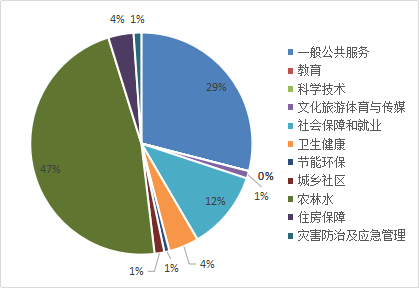 4%
1%
29%
0%
1%
12%
4%
1%
1%
47%
一般公共服务
教育
科学技术
文化旅游体育与传媒
社会保障和就业
卫生健康
节能环保
城乡社区
农林水
住房保障
灾害防治及应急管理